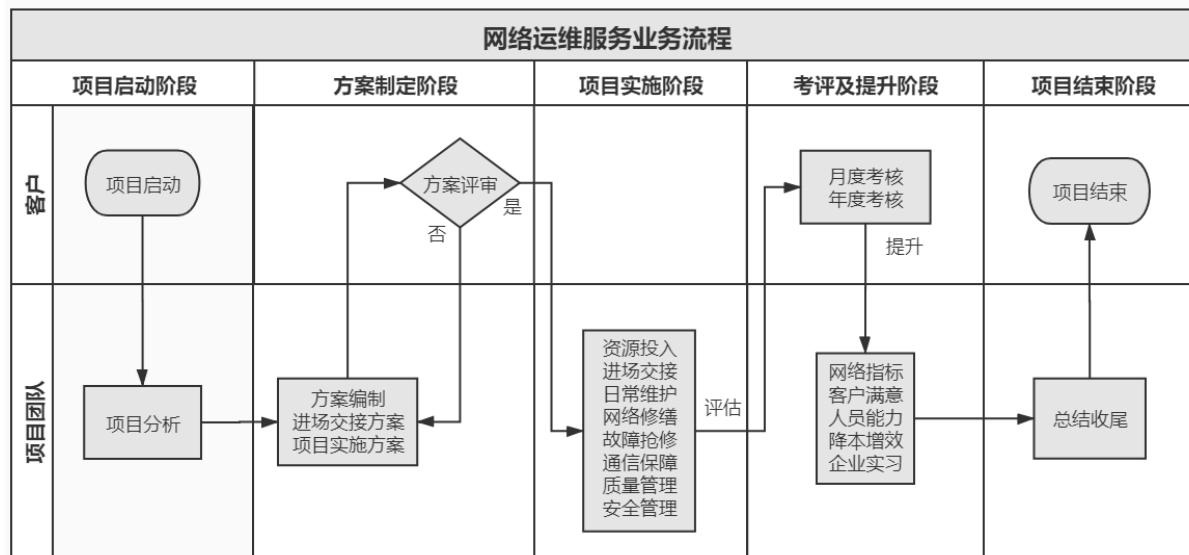 网络运维服务业务流程
项目启动阶段
方案制定阶段
项目实施阶段
考评及提升阶段
项目结束阶段
客户
项目启动
方案评审
是
否
月度考核
年度考核
提升
项目结束
项目团队
项目分析
方案编制
进场交接方案
项目实施方案
资源投入
进场交接
日常维护
网络修缮
故障抢修
通信保障
质量管理
安全管理
评估
网络指标
客户满意
人员能力
降本增效
企业实习
总结收尾